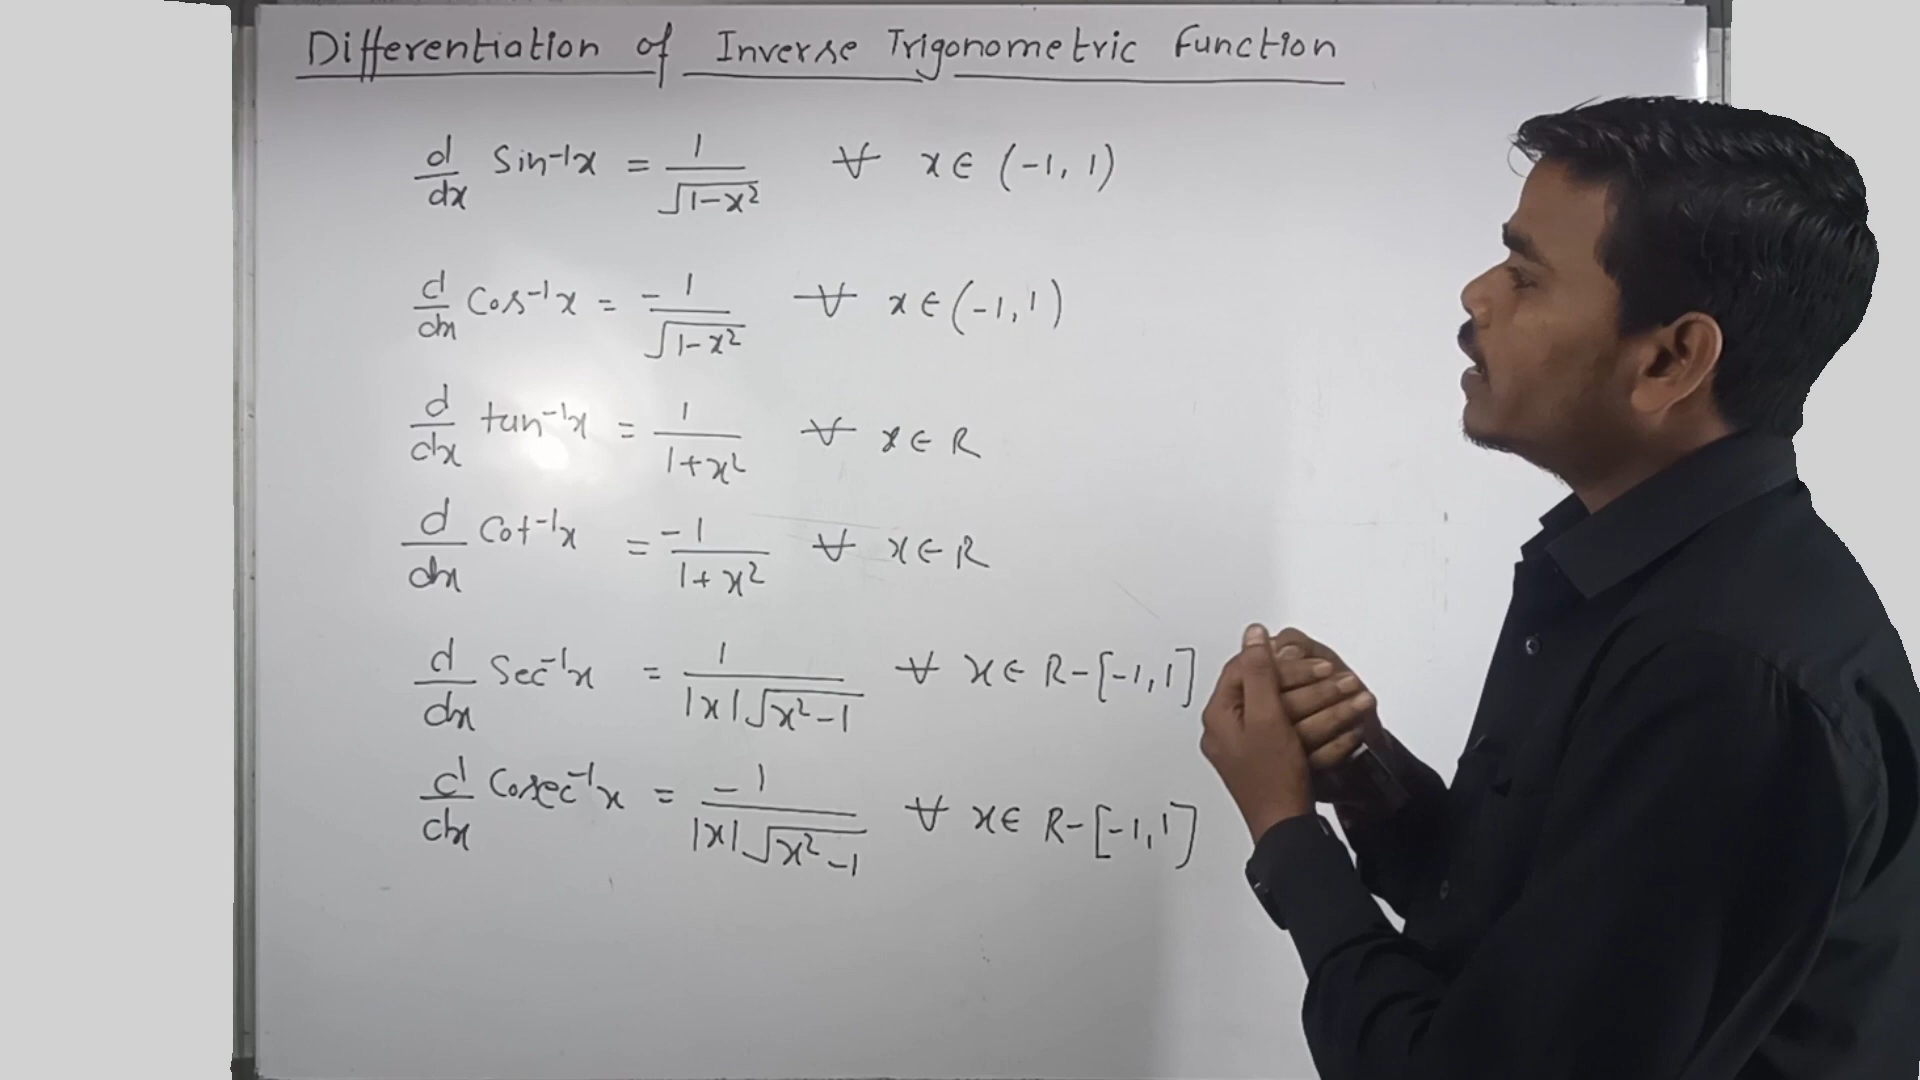 Differentiation of Inverse Trigonometric Function
d/dx Sin⁻¹x = 1/√(1-x²) ∀ x∈ (-1, 1)
d/dx Cos⁻¹x = -1/√(1-x²) ∀ x∈(-1, 1)
d/dx tan⁻¹x = 1/(1+x²) ∀ x∈ R
d/dx Cot⁻¹x = -1/(1+x²) ∀ x∈R
d/dx Sec⁻¹x = 1/(|x|√(x²-1)) ∀ x∈ R-[-1,1]
d/dx Cosec⁻¹x = -1/(|x|√(x²-1)) ∀ x∈ R-[-1,1]